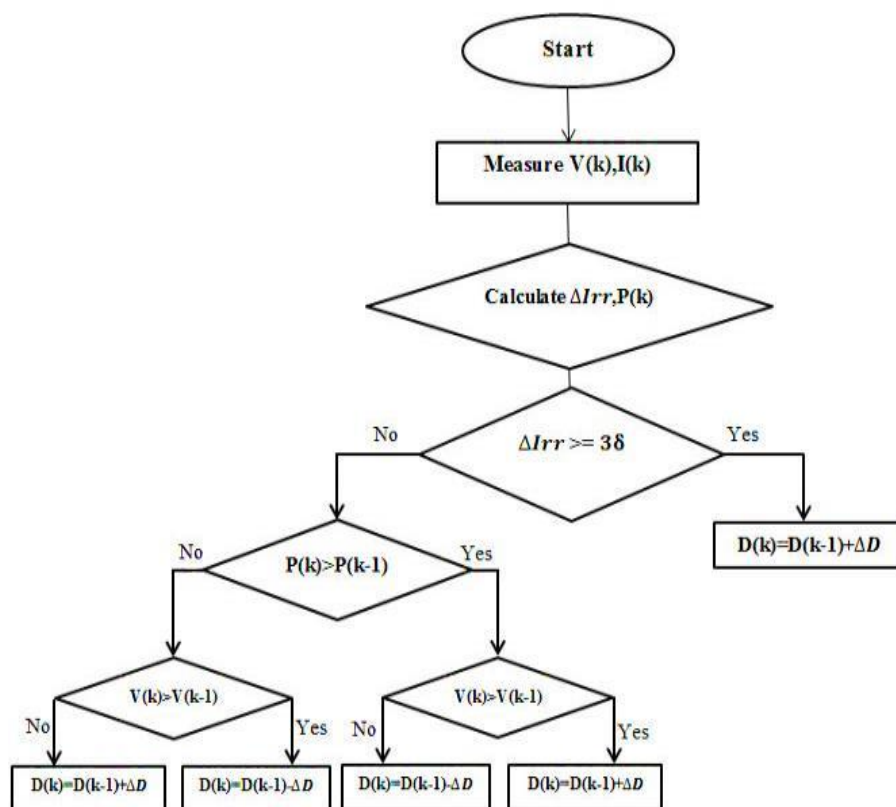 Start
Measure V(k),I(k)
Calculate ΔIrr,P(k)
No
ΔIrr >= 3δ
Yes
D(k)=D(k-1)+ΔD
No
P(k)>P(k-1)
Yes
V(k)>V(k-1)
V(k)>V(k-1)
No
Yes
No
Yes
D(k)=D(k-1)+ΔD
D(k)=D(k-1)-ΔD
D(k)=D(k-1)-ΔD
D(k)=D(k-1)+ΔD